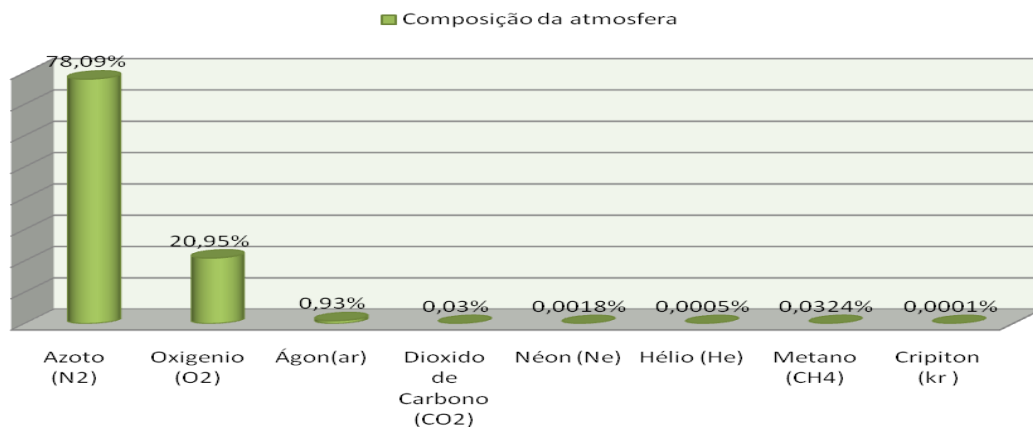 Composição da atmosfera
78,09%
20,95%
0,93%
0,03%
0,0018%
0,0005%
0,0324%
0,0001%
Azoto
(N2)
Oxigenio
(O2)
Ágon(ar)
Dioxido
de
Carbono
(CO2)
Néon (Ne)
Hélio (He)
Metano
(CH4)
Cripiton
(kr )